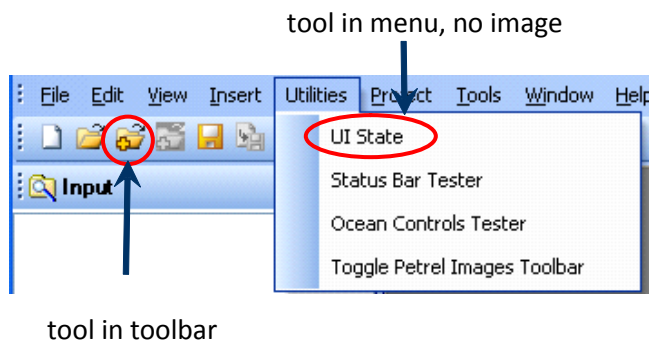 tool in menu, no image
File Edit View Insert Utilities Project Tools Window Help
UI State
Input
Status Bar Tester
Ocean Controls Tester
Toggle Petrel Images Toolbar
tool in toolbar